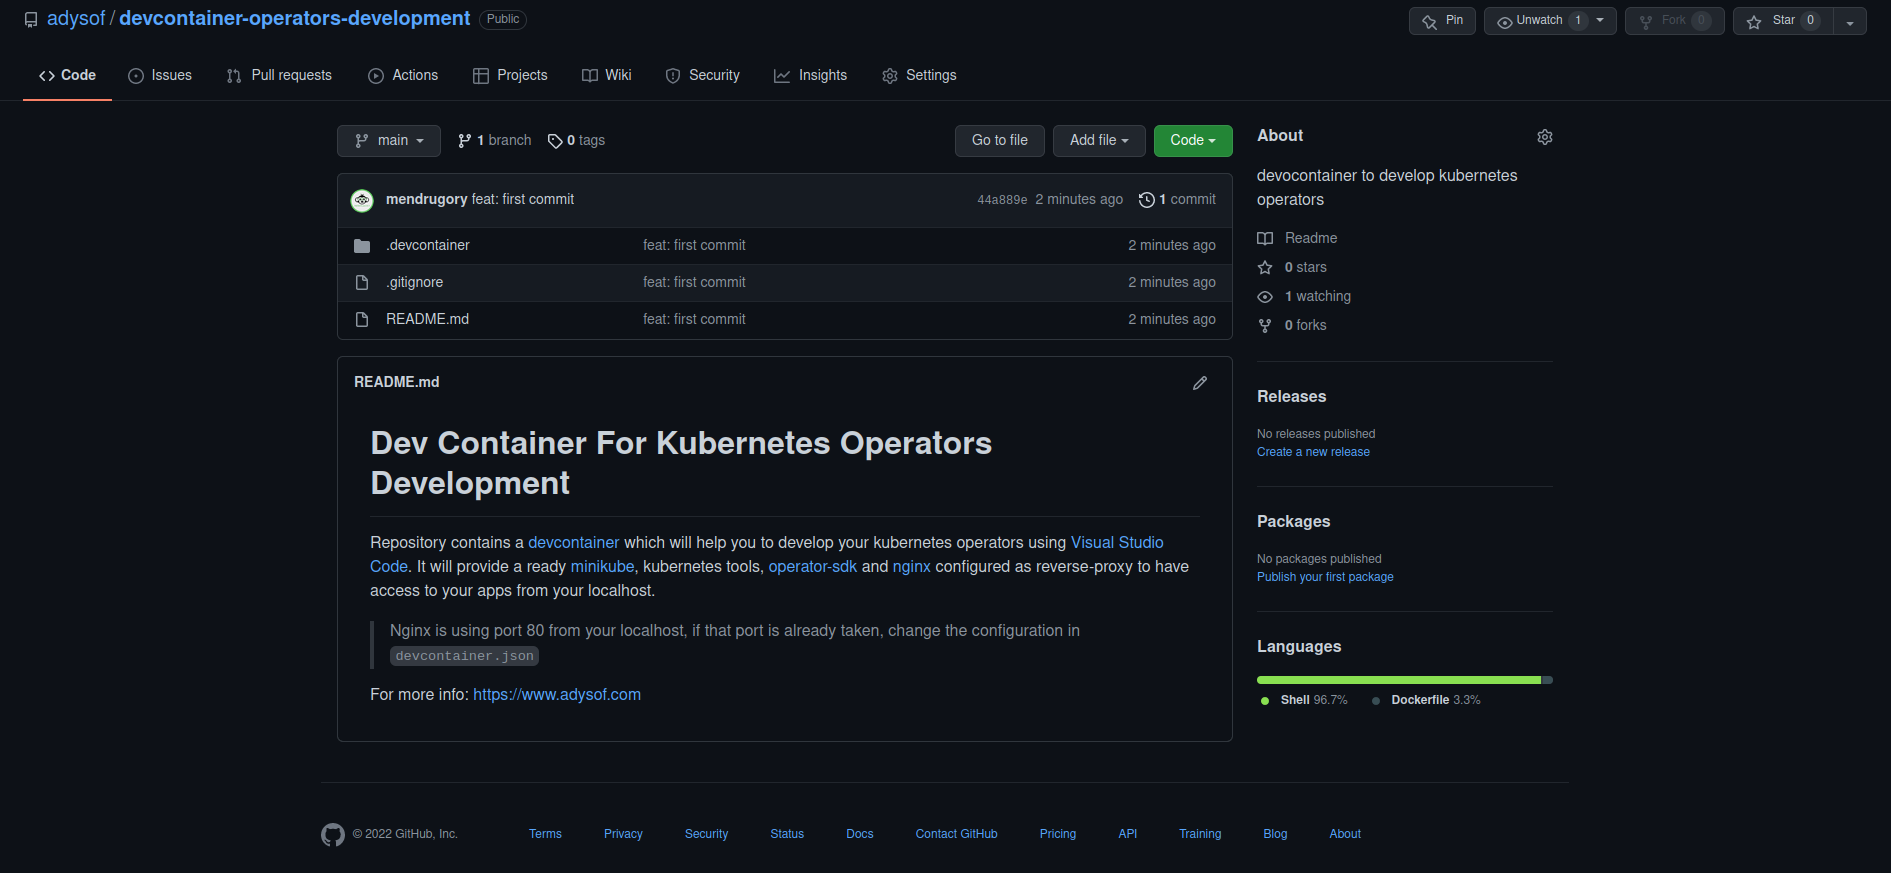 adysof / devcontainer-operators-development Public
Pin
Unwatch 1
Fork 0
Star 0
Code
Issues
Pull requests
Actions
Projects
Wiki
Security
Insights
Settings
main
1 branch
0 tags
Go to file
Add file
Code
mendrugory feat: first commit
44a889e 2 minutes ago
1 commit
.devcontainer feat: first commit 2 minutes ago
.gitignore feat: first commit 2 minutes ago
README.md feat: first commit 2 minutes ago
README.md
Dev Container For Kubernetes Operators
Development
Repository contains a devcontainer which will help you to develop your kubernetes operators using Visual Studio
Code. It will provide a ready minikube, kubernetes tools, operator-sdk and nginx configured as reverse-proxy to have
access to your apps from your localhost.
Nginx is using port 80 from your localhost, if that port is already taken, change the configuration in
devcontainer.json
For more info: https://www.adysof.com
About
devocontainer to develop kubernetes
operators
Readme
0 stars
1 watching
0 forks
Releases
No releases published
Create a new release
Packages
No packages published
Publish your first package
Languages
Shell 96.7% Dockerfile 3.3%
© 2022 GitHub, Inc.
Terms
Privacy
Security
Status
Docs
Contact GitHub
Pricing
API
Training
Blog
About